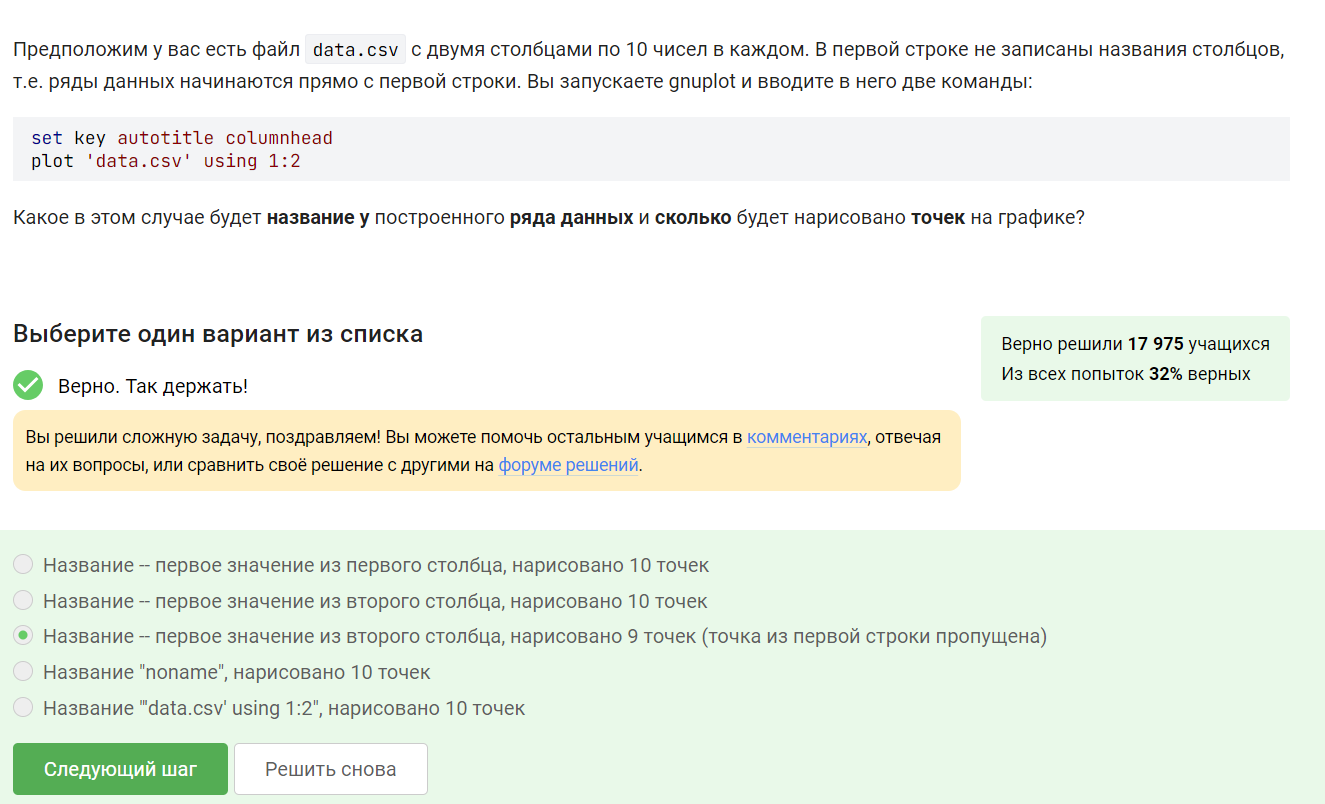 Предположим у вас есть файл data.csv с двумя столбцами по 10 чисел в каждом. В первой строке не записаны названия столбцов,
т.е. ряды данных начинаются прямо с первой строки. Вы запускаете gnuplot и вводите в него две команды:
set key autotitle columnhead
plot 'data.csv' using 1:2
Какое в этом случае будет название у построенного ряда данных и сколько будет нарисовано точек на графике?
Выберите один вариант из списка
Верно решили 17 975 учащихся
Из всех попыток 32% верных
Верно. Так держать!
Вы решили сложную задачу, поздравляем! Вы можете помочь остальным учащимся в комментариях, отвечая
на их вопросы, или сравнить своё решение с другими на форуме решений.
Название -- первое значение из первого столбца, нарисовано 10 точек
Название -- первое значение из второго столбца, нарисовано 10 точек
Название -- первое значение из второго столбца, нарисовано 9 точек (точка из первой строки пропущена)
Название "noname", нарисовано 10 точек
Название "'data.csv' using 1:2", нарисовано 10 точек
Следующий шаг
Решить снова